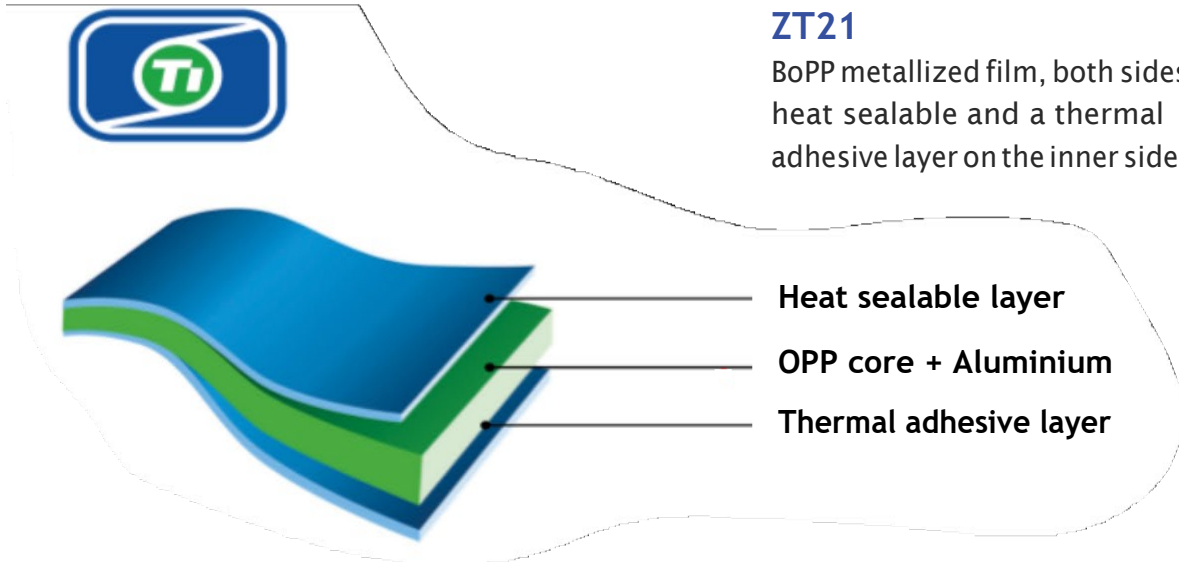 TI
ZT21
BoPP metallized film, both sides
heat sealable and a thermal
adhesive layer on the inner side
Heat sealable layer
OPP core + Aluminium
Thermal adhesive layer